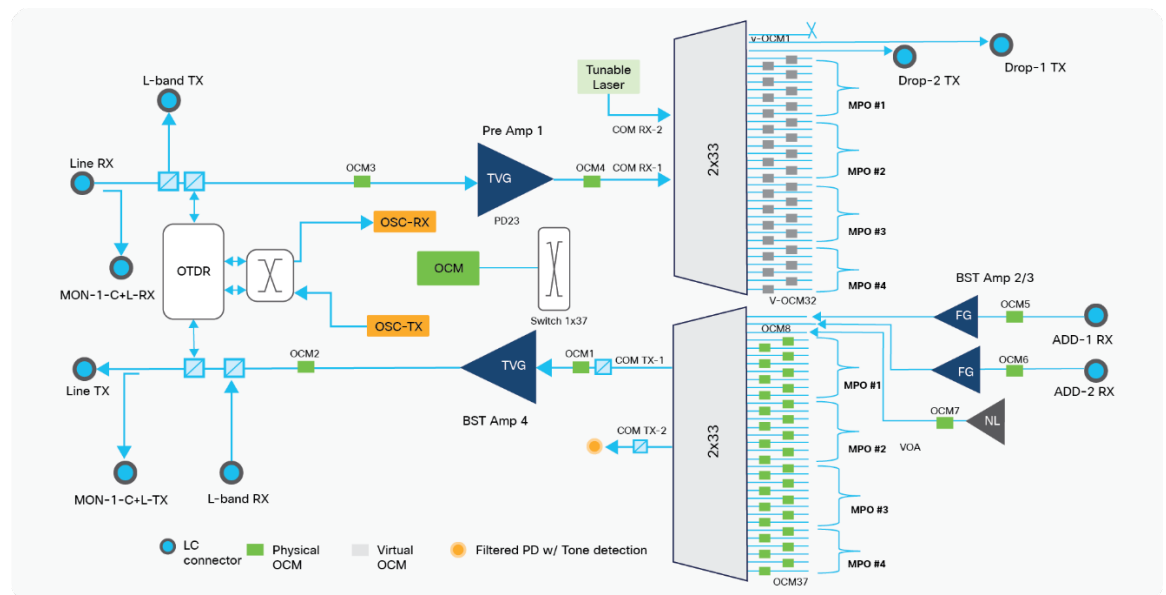 v-OCM1
Drop-1 TX
Drop-2 TX
L-band TX
Tunable
Laser
MPO #1
COM RX-2
Pre Amp 1
Line RX
OCM3
TVG
OCM4
COM RX-1
2x33
MPO #2
PD23
OSC-RX
MPO #3
OTDR
OCM
MON-1-C+L-RX
MPO #4
V-OCM32
BST Amp 2/3
Switch 1x37
OSC-TX
FG
OCM5
ADD-1 RX
OCM8
OCM2
TVG
OCM1
COM TX-1
FG
OCM6
ADD-2 RX
Line TX
MPO #1
BST Amp 4
OCM7
NL
VOA
COM TX-2
2x33
MPO #2
MON-1-C+L-TX
L-band RX
MPO #3
LC
connector
Physical
OCM
Virtual
OCM
Filtered PD w/ Tone detection
MPO #4
OCM37